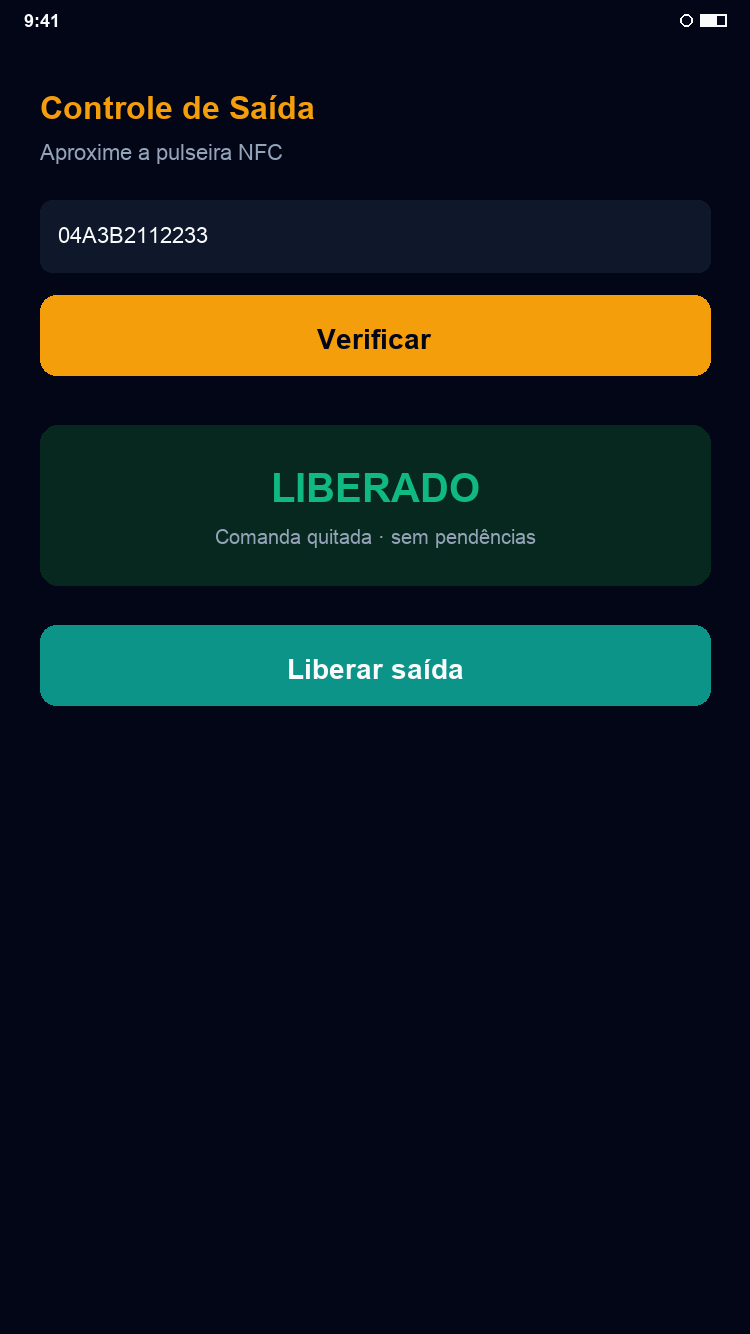 9:41
Controle de Saída
Aproxime a pulseira NFC
04A3B2112233
Verificar
LIBERADO
Comanda quitada · sem pendências
Liberar saída